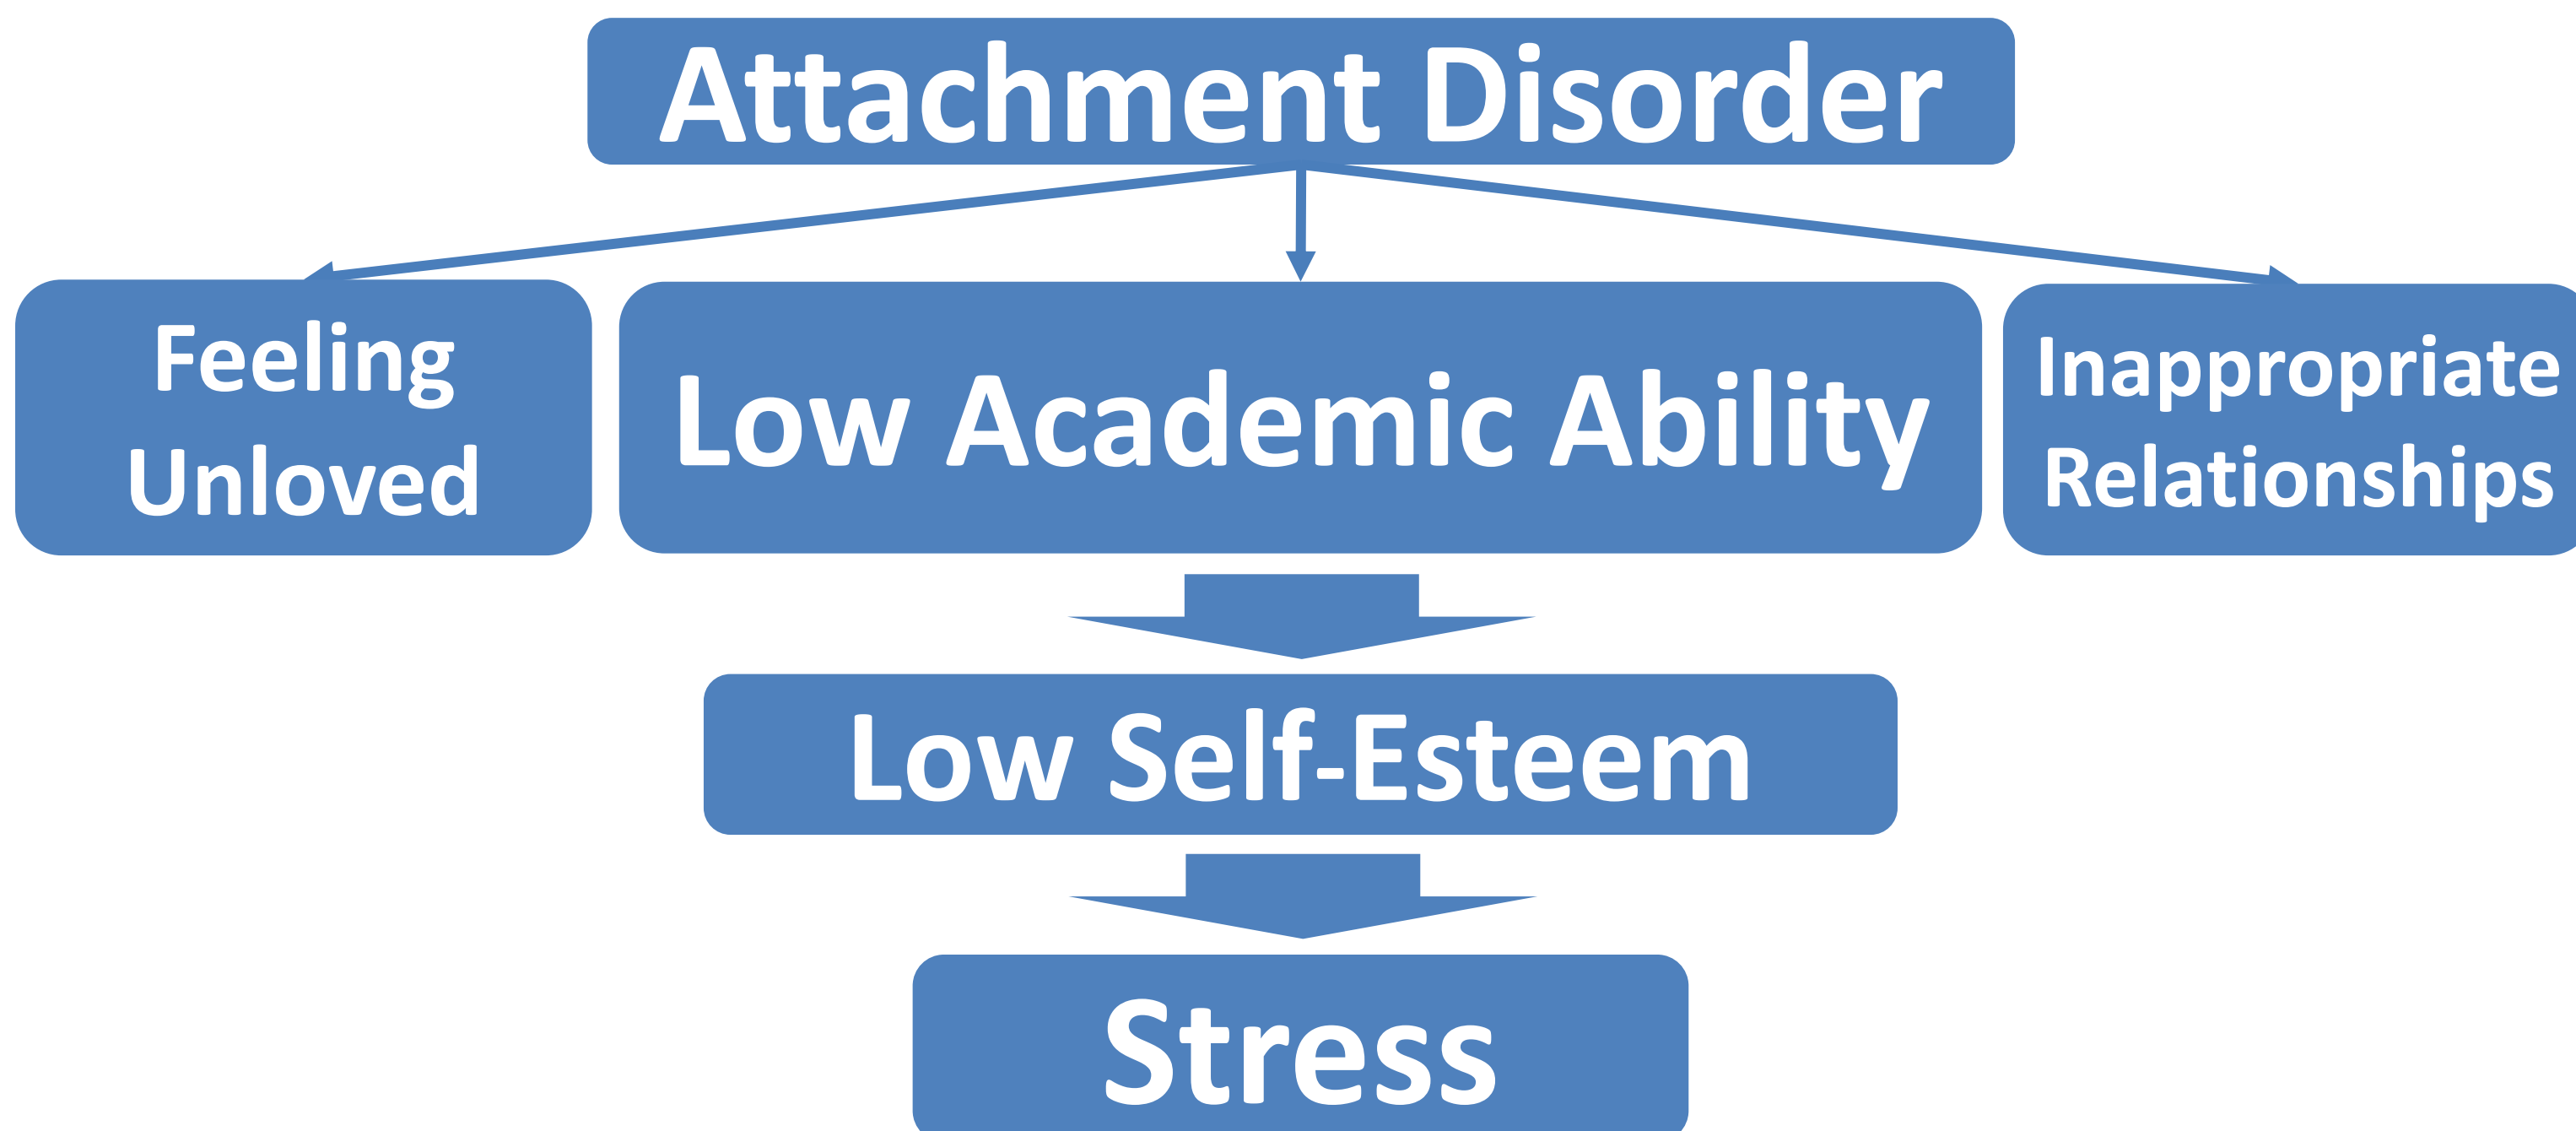 Attachment Disorder
Feeling
Unloved
Low Academic Ability
Inappropriate
Relationships
Low Self-Esteem
Stress